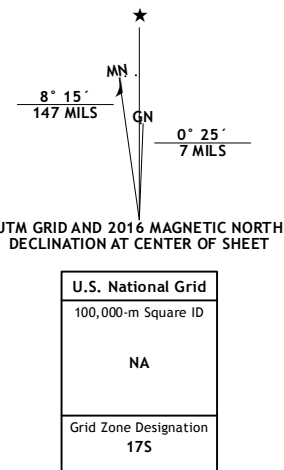 ★
MN
8° 15´
147 MILS
GN
0° 25´
7 MILS
UTM GRID AND 2016 MAGNETIC NORTH
DECLINATION AT CENTER OF SHEET
U.S. National Grid
100,000-m Square ID
NA
Grid Zone Designation
17S